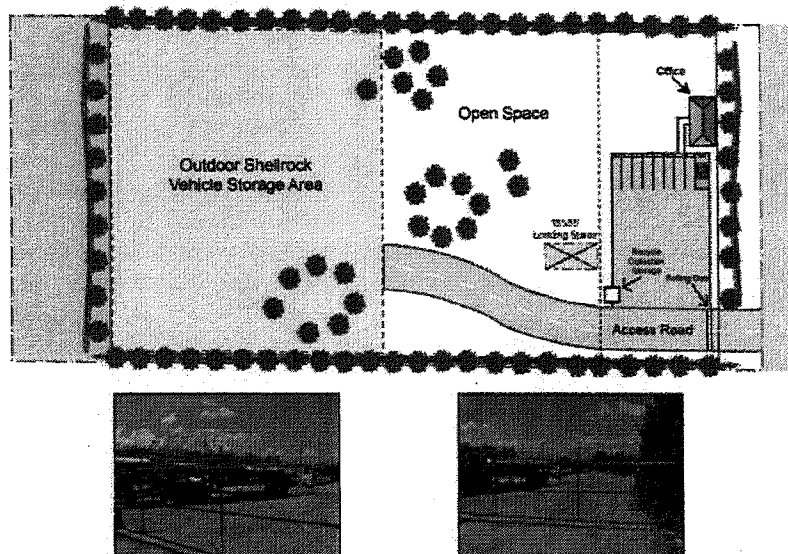 Office
Open Space
Outdoor Shellrock
Vehicle Storage Area
Loading Space
Access Road